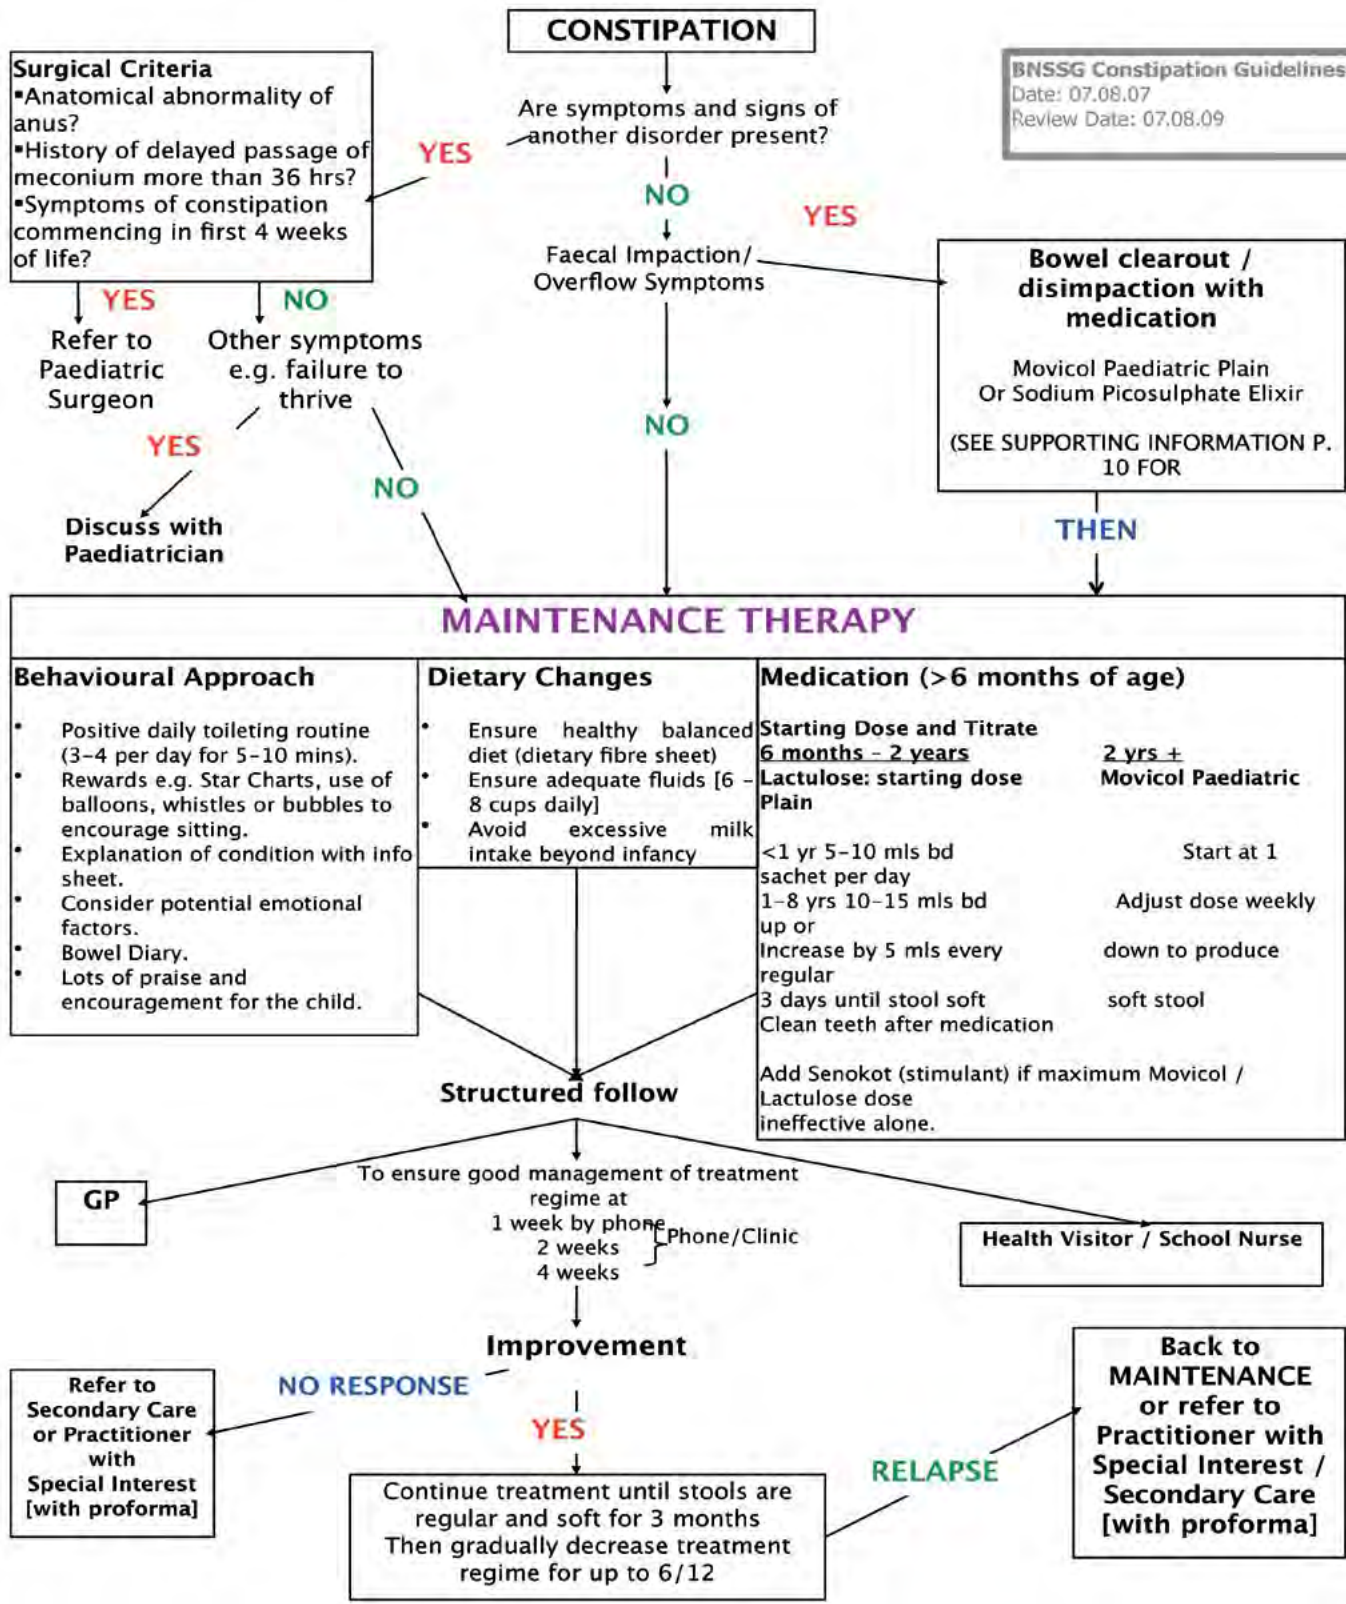 CONSTIPATION
BNSSG Constipation Guidelines
Date: 07.08.07
Review Date: 07.08.09
Surgical Criteria
▪Anatomical abnormality of
anus?
▪History of delayed passage of
meconium more than 36 hrs?
▪Symptoms of constipation
commencing in first 4 weeks
of life?
Are symptoms and signs of
another disorder present?
YES
NO
YES
Faecal Impaction/
Overflow Symptoms
Bowel clearout /
disimpaction with
medication
Movicol Paediatric Plain
Or Sodium Picosulphate Elixir
(SEE SUPPORTING INFORMATION P.
10 FOR
YES
NO
Refer to
Paediatric
Surgeon
Other symptoms
e.g. failure to
thrive
YES
NO
NO
Discuss with
Paediatrician
THEN
MAINTENANCE THERAPY
Behavioural Approach
• Positive daily toileting routine
(3–4 per day for 5–10 mins).
• Rewards e.g. Star Charts, use of
balloons, whistles or bubbles to
encourage sitting.
• Explanation of condition with info
sheet.
• Consider potential emotional
factors.
• Bowel Diary.
• Lots of praise and
encouragement for the child.
Dietary Changes
• Ensure healthy balanced
diet (dietary fibre sheet)
• Ensure adequate fluids [6 –
8 cups daily]
• Avoid excessive milk
intake beyond infancy
Medication (>6 months of age)
Starting Dose and Titrate
6 months – 2 years 2 yrs +
Lactulose: starting dose Movicol Paediatric
Plain
<1 yr 5–10 mls bd Start at 1
sachet per day
1–8 yrs 10–15 mls bd Adjust dose weekly
up or
Increase by 5 mls every down to produce
regular
3 days until stool soft soft stool
Clean teeth after medication
Add Senokot (stimulant) if maximum Movicol /
Lactulose dose
ineffective alone.
Structured follow
GP
To ensure good management of treatment
regime at
1 week by phone
2 weeks
4 weeks
Phone/Clinic
Health Visitor / School Nurse
Improvement
NO RESPONSE
Refer to
Secondary Care
or Practitioner
with
Special Interest
[with proforma]
YES
Continue treatment until stools are
regular and soft for 3 months
Then gradually decrease treatment
regime for up to 6/12
RELAPSE
Back to
MAINTENANCE
or refer to
Practitioner with
Special Interest /
Secondary Care
[with proforma]